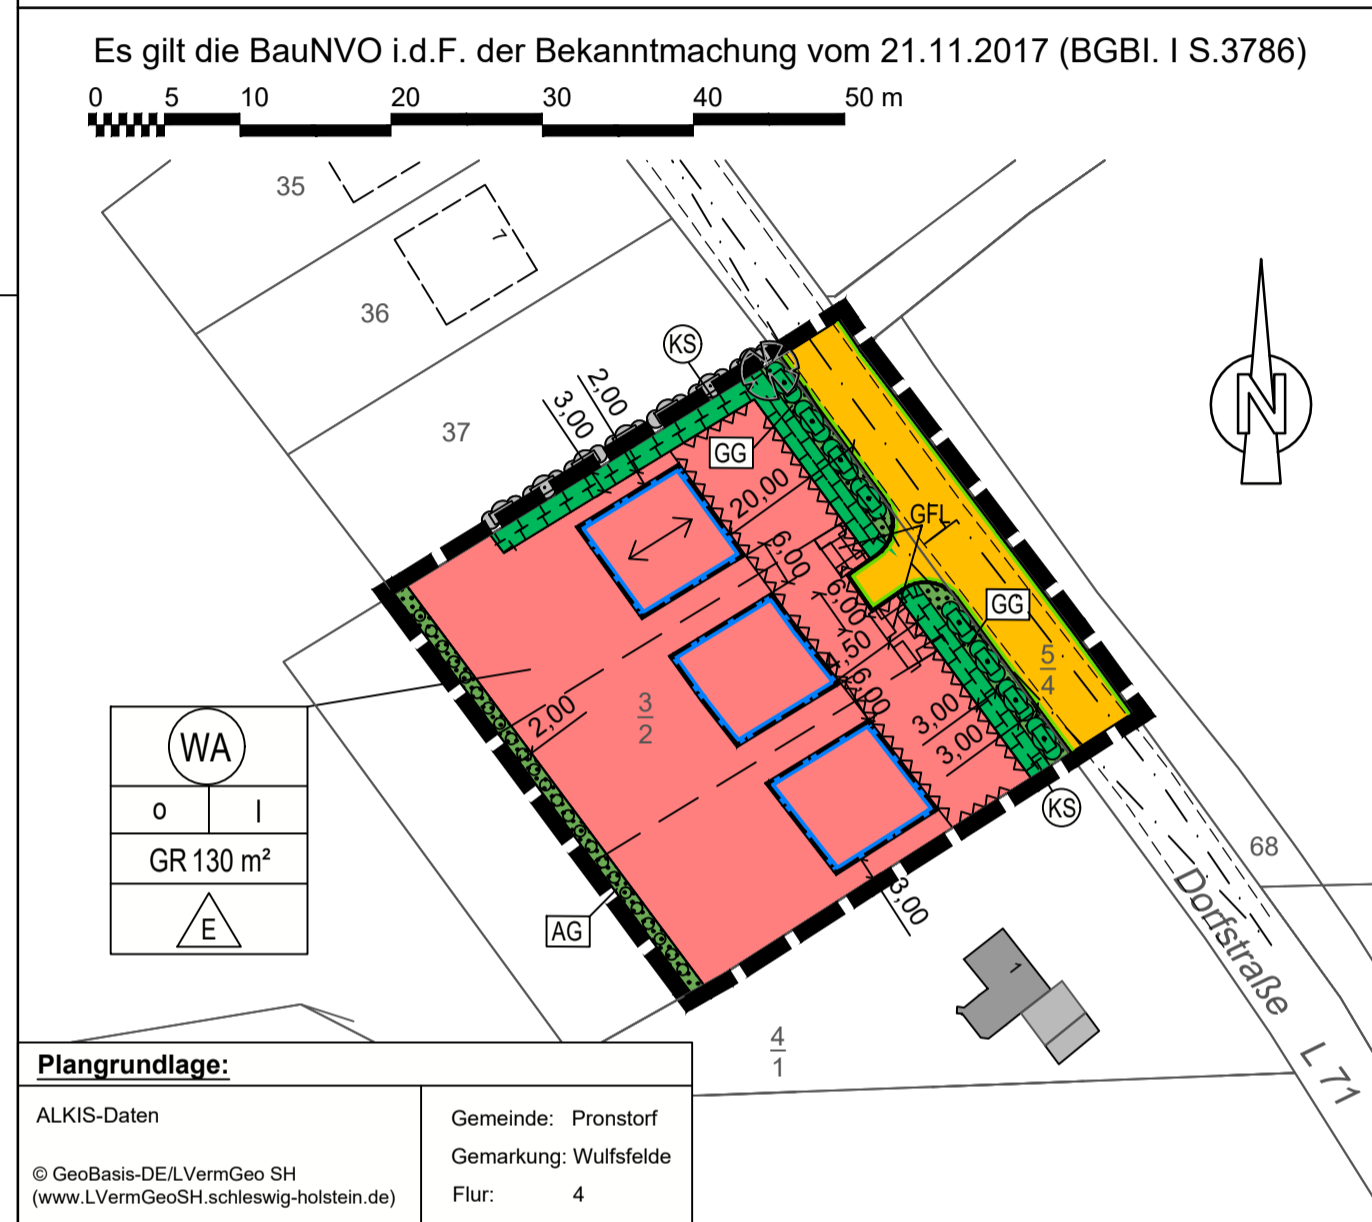 Es gilt die BauNVO i.d.F. der Bekanntmachung vom 21.11.2017 (BGBl. I S.3786)
0 5 10 20 30 40 50 m
35
7
36
37
KS
2,00
3,00
GG
20,00
GFL
6,00
6,00
,50
6,00
GG
5
4
3,00
3,00
KS
2,00
3
2
WA
o I
GR 130 m²
E
AG
3,00
N
68
1
Dorfstraße
L 71
4
1
Plangrundlage:
ALKIS-Daten
© GeoBasis-DE/LVermGeo SH
(www.LVermGeoSH.schleswig-holstein.de)
Gemeinde: Pronstorf
Gemarkung: Wulfsfelde
Flur: 4